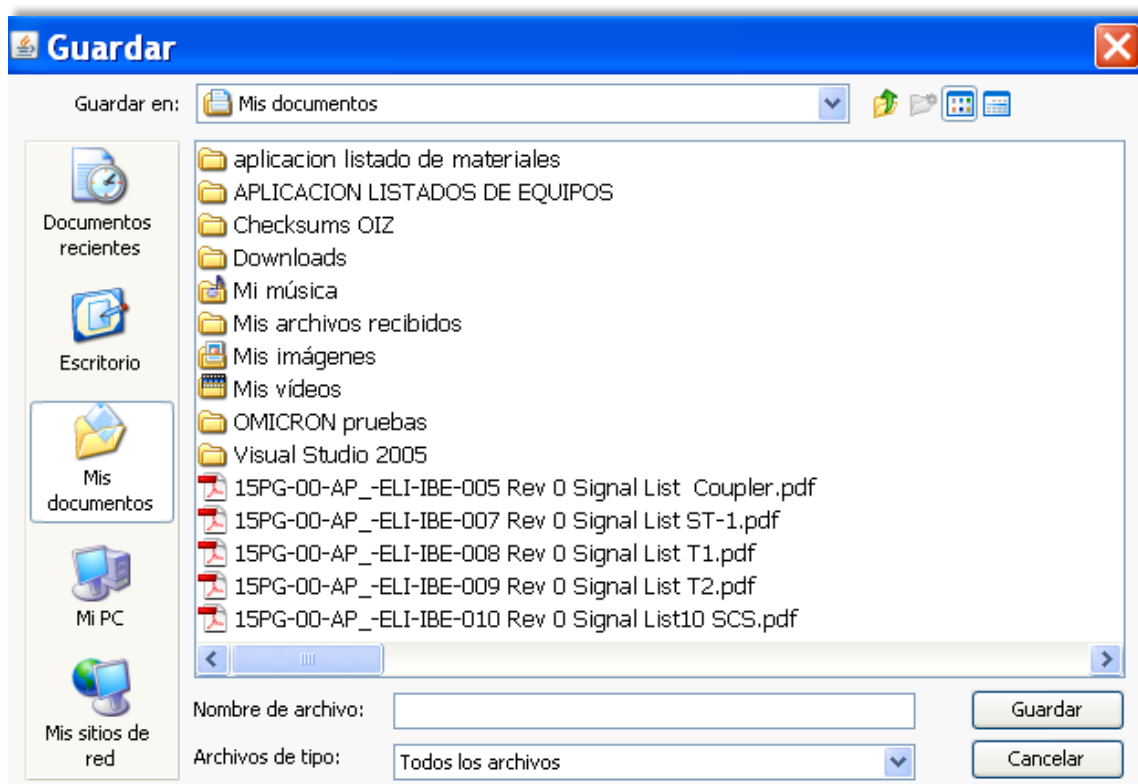 Guardar
Guardar en:
Mis documentos
Documentos
recientes
Escritorio
Mis
documentos
Mi PC
Mis sitios de
red
aplicacion listado de materiales
APLICACION LISTADOS DE EQUIPOS
Checksums OIZ
Downloads
Mi música
Mis archivos recibidos
Mis imágenes
Mis vídeos
OMICRON pruebas
Visual Studio 2005
15PG-00-AP_-ELI-IBE-005 Rev 0 Signal List  Coupler.pdf
15PG-00-AP_-ELI-IBE-007 Rev 0 Signal List ST-1.pdf
15PG-00-AP_-ELI-IBE-008 Rev 0 Signal List T1.pdf
15PG-00-AP_-ELI-IBE-009 Rev 0 Signal List T2.pdf
15PG-00-AP_-ELI-IBE-010 Rev 0 Signal List10 SCS.pdf
Nombre de archivo:
Guardar
Archivos de tipo:
Todos los archivos
Cancelar